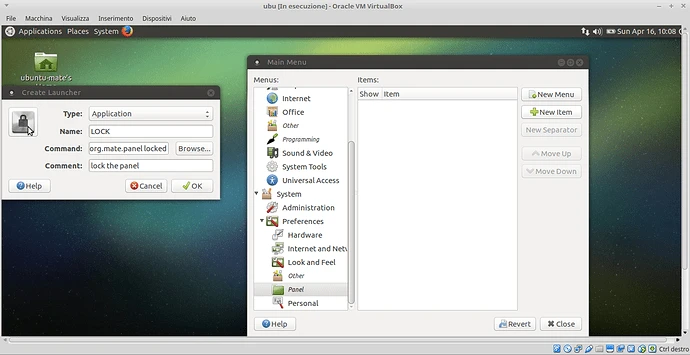 ubu [In esecuzione] - Oracle VM VirtualBox
File Macchina Visualizza Inserimento Dispositivi Aiuto
Applications Places System Sun Apr 16, 10:08
ubuntu-mate's
Main Menu
Menus: Items:
Show Item
Internet
Office
Other
Programming
Sound & Video
System Tools
Universal Access
System
Administration
Preferences
Hardware
Internet and Netv
Look and Feel
Other
Panel
Personal
New Menu
New Item
New Separator
Move Up
Move Down
Help Revert Close
Create Launcher
Type: Application
Name: LOCK
Command: org.mate.panel locked Browse...
Comment: lock the panel
Help Cancel OK
Ctrl destro